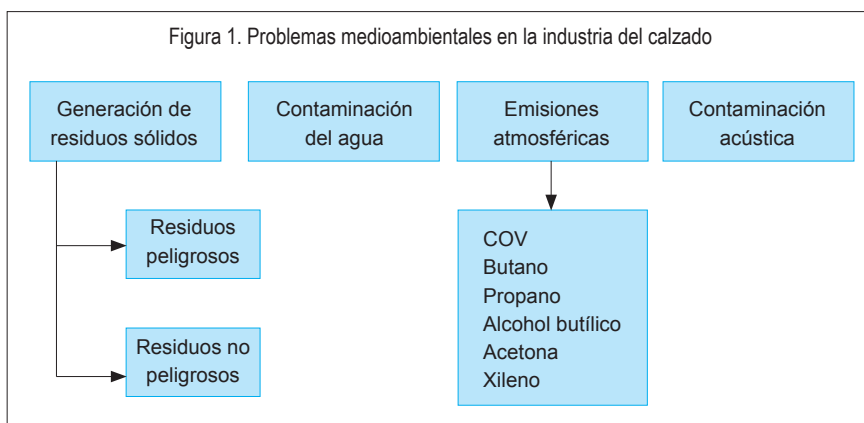 Figura 1. Problemas medioambientales en la industria del calzado
Generación de
residuos sólidos
Contaminación
del agua
Emisiones
atmosféricas
Contaminación
acústica
Residuos
peligrosos
Residuos no
peligrosos
COV
Butano
Propano
Alcohol butílico
Acetona
Xileno